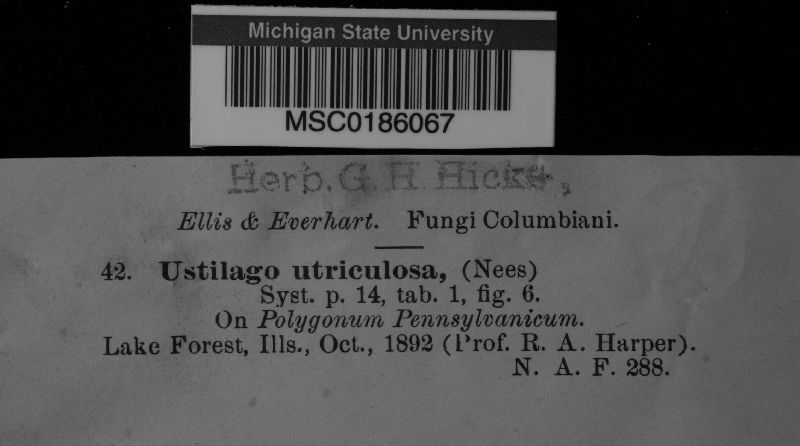 Michigan State University
MSC0186067
Herb. G. H Hicks,
Ellis & Everhart. Fungi Columbiani.
42. Ustilago utriculosa, (Nees)
Syst. p. 14, tab. 1, fig. 6.
On Polygonum Pennsylvanicum.
Lake Forest, Ills., Oct., 1892 (Prof. R. A. Harper).
N. A. F. 288.